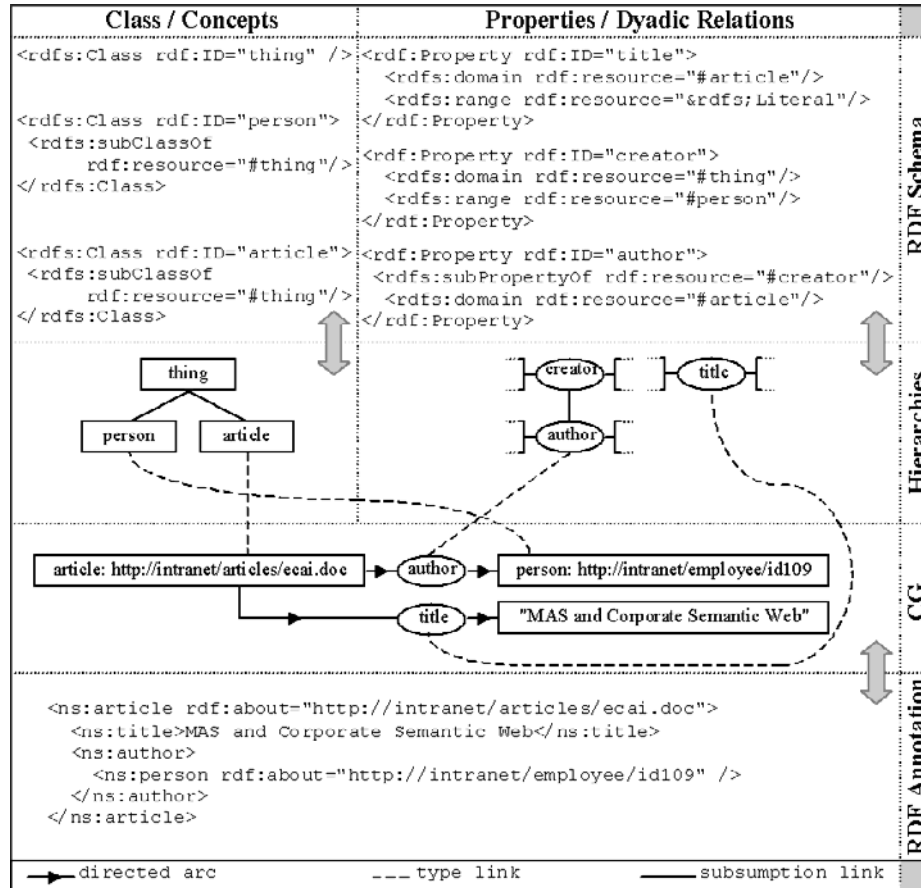 Class / Concepts
Properties / Dyadic Relations
<rdfs:Class rdf:ID="thing" />
<rdfs:Class rdf:ID="person">
<rdfs:subClassOf
rdf:resource="#thing"/>
</rdfs:Class>
<rdfs:Class rdf:ID="article">
<rdfs:subClassOf
rdf:resource="#thing"/>
</rdfs:Class>
<rdf:Property rdf:ID="title">
<rdfs:domain rdf:resource="#article"/>
<rdfs:range rdf:resource="&rdfs;Literal"/>
</rdf:Property>
<rdf:Property rdf:ID="creator">
<rdfs:domain rdf:resource="#thing"/>
<rdfs:range rdf:resource="#person"/>
</rdf:Property>
<rdf:Property rdf:ID="author">
<rdfs:subPropertyOf rdf:resource="#creator"/>
<rdfs:domain rdf:resource="#article"/>
</rdf:Property>
RDF Schema
thing
person
article
creator
author
title
Hierarchies
article: http://intranet/articles/ecai.doc
author
person: http://intranet/employee/id109
title
"MAS and Corporate Semantic Web"
CG
<ns:article rdf:about="http://intranet/articles/ecai.doc">
<ns:title>MAS and Corporate Semantic Web</ns:title>
<ns:author>
<ns:person rdf:about="http://intranet/employee/id109" />
</ns:author>
</ns:article>
RDF Annotation
directed arc
type link
subsumption link